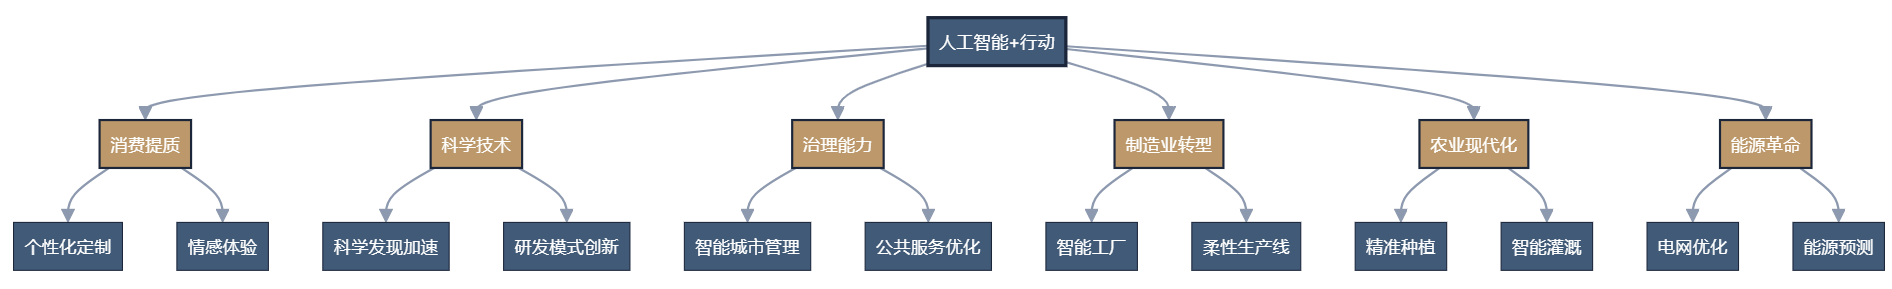 人工智能+行动
消费提质
科学技术
治理能力
制造业转型
农业现代化
能源革命
个性化定制
情感体验
科学发现加速
研发模式创新
智能城市管理
公共服务优化
智能工厂
柔性生产线
精准种植
智能灌溉
电网优化
能源预测